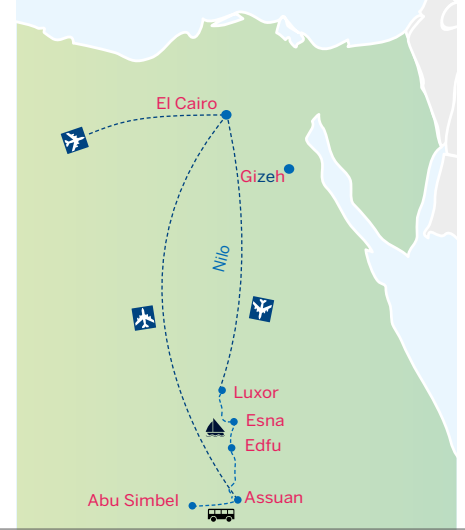 El Cairo
Gizeh
Nilo
Luxor
Esna
Edfu
Assuan
Abu Simbel